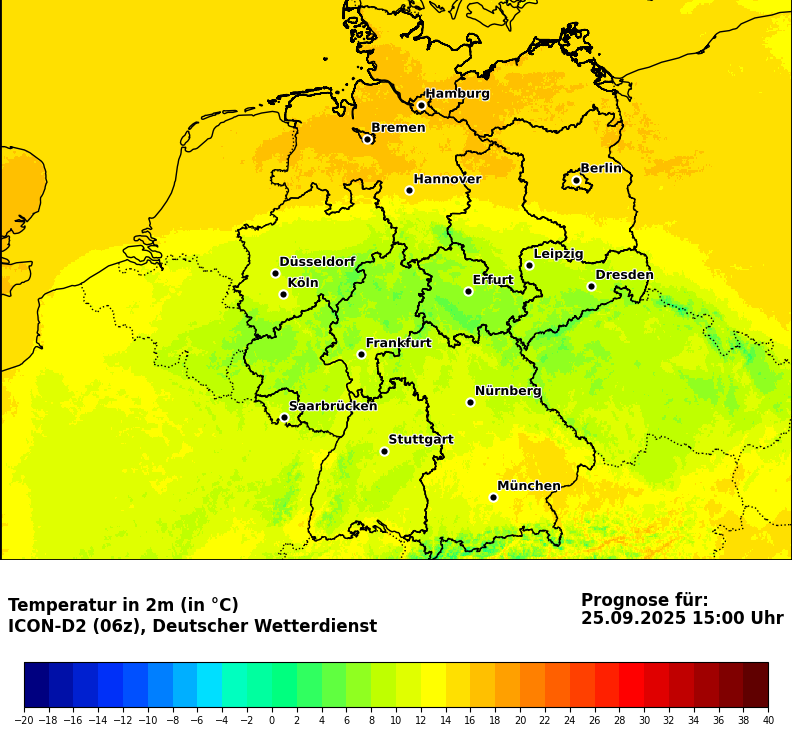 Hamburg
Bremen
Berlin
Hannover
Leipzig
Düsseldorf
Dresden
Köln
Erfurt
Frankfurt
Nürnberg
Saarbrücken
Stuttgart
München
Temperatur in 2m (in °C)
ICON-D2 (06z), Deutscher Wetterdienst
Prognose für:
25.09.2025 15:00 Uhr
−20 −18 −16 −14 −12 −10 −8 −6 −4 −2 0 2 4 6 8 10 12 14 16 18 20 22 24 26 28 30 32 34 36 38 40